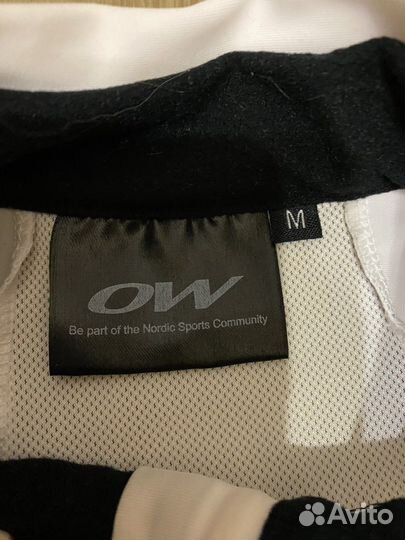 M
OW
Be part of the Nordic Sports Community
Avito